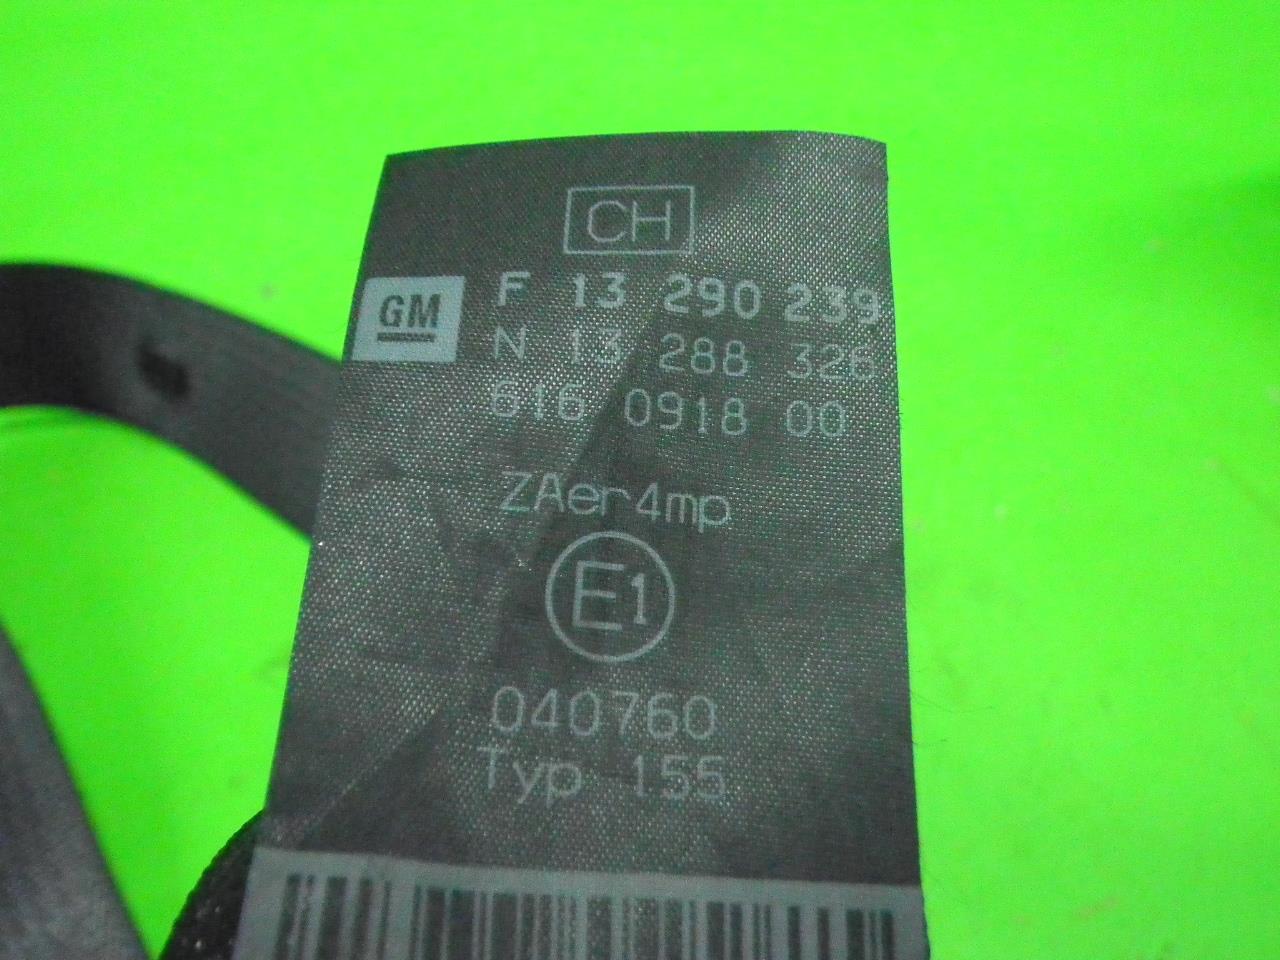 CH
GM
F 13 290 239
N 13 288 326
616 0918 00
ZAer4mp
E1
040760
Typ 155